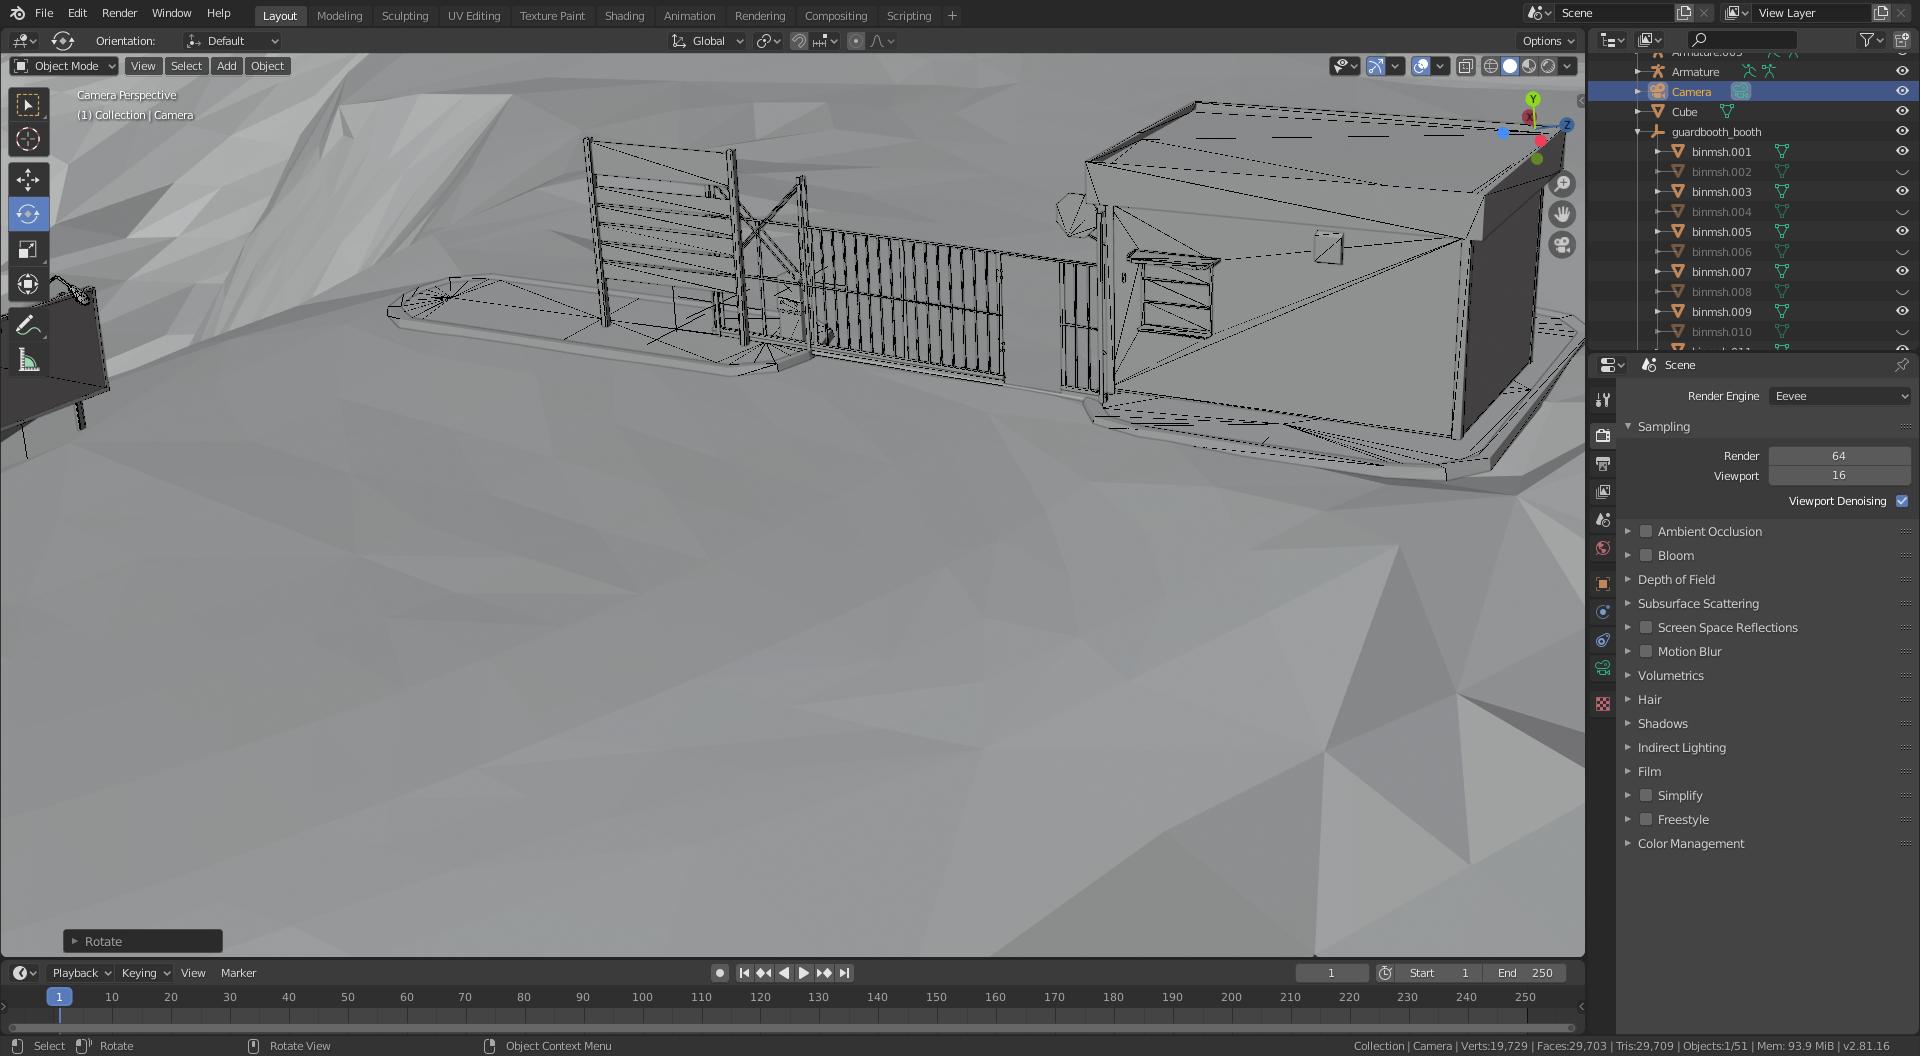 File Edit Render Window Help Layout Modeling Sculpting UV Editing Texture Paint Shading Animation Rendering Compositing Scripting + Scene View Layer
Orientation: Default Global Options
Object Mode View Select Add Object
Camera Perspective
(1) Collection | Camera
Y
X
Z
Armature.003
Armature
Camera
Cube
guardbooth_booth
binmsh.001
binmsh.002
binmsh.003
binmsh.004
binmsh.005
binmsh.006
binmsh.007
binmsh.008
binmsh.009
binmsh.010
binmsh.011
Scene
Render Engine Eevee
Sampling
Render 64
Viewport 16
Viewport Denoising
Ambient Occlusion
Bloom
Depth of Field
Subsurface Scattering
Screen Space Reflections
Motion Blur
Volumetrics
Hair
Shadows
Indirect Lighting
Film
Simplify
Freestyle
Color Management
Rotate
Playback Keying View Marker 1 Start 1 End 250
1 10 20 30 40 50 60 70 80 90 100 110 120 130 140 150 160 170 180 190 200 210 220 230 240 250
Select Rotate Rotate View Object Context Menu Collection | Camera | Verts:19,729 | Faces:29,703 | Tris:29,709 | Objects:1/51 | Mem: 93.9 MiB | v2.81.16